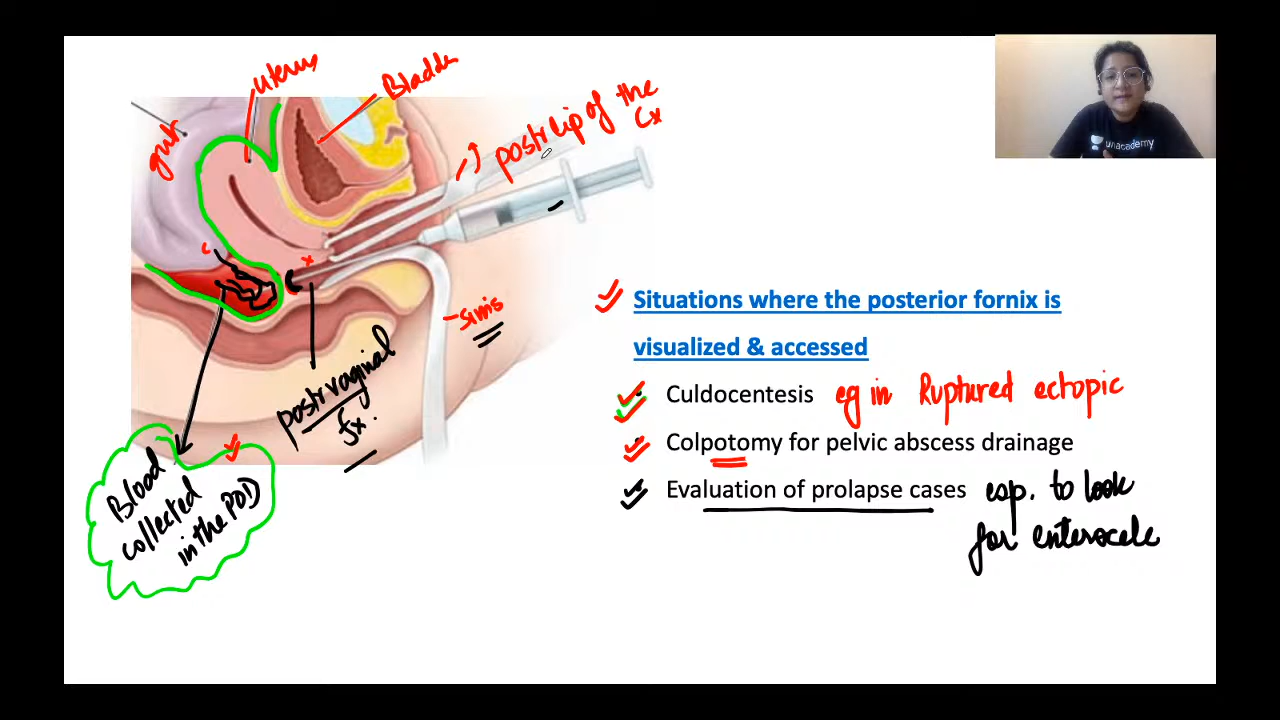 uterus
Bladder
gut
postr lip of the
Cx
Sims
postr vaginal
fx.
Blood
collected
in the POD
unacademy
Situations where the posterior fornix is
visualized & accessed
Culdocentesis eg in Ruptured ectopic
Colpotomy for pelvic abscess drainage
Evaluation of prolapse cases esp. to look
for enterocele